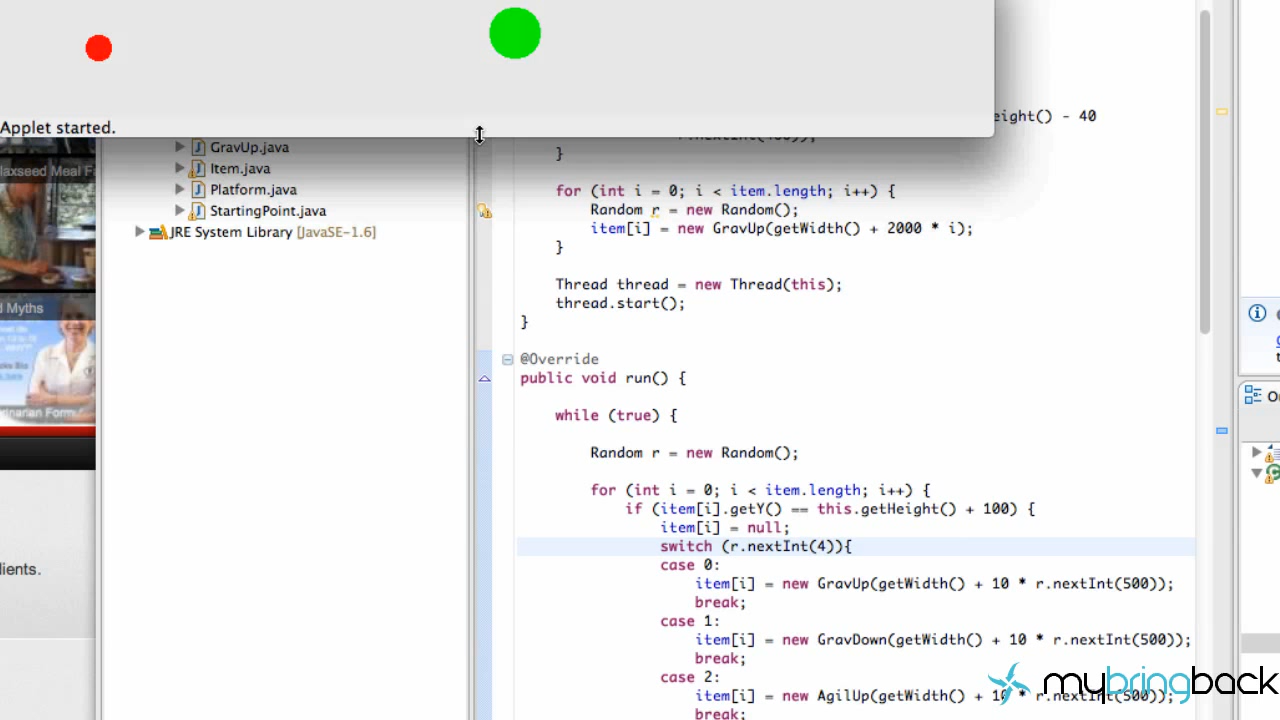 Applet started.
eight() - 40
}
for (int i = 0; i < item.length; i++) {
Random r = new Random();
item[i] = new GravUp(getWidth() + 2000 * i);
}
Thread thread = new Thread(this);
thread.start();
}
@Override
public void run() {
while (true) {
Random r = new Random();
for (int i = 0; i < item.length; i++) {
if (item[i].getY() == this.getHeight() + 100) {
item[i] = null;
switch (r.nextInt(4)){
case 0:
item[i] = new GravUp(getWidth() + 10 * r.nextInt(500));
break;
case 1:
item[i] = new GravDown(getWidth() + 10 * r.nextInt(500));
break;
case 2:
item[i] = new AgilUp(getWidth() + 10 * r.nextInt(500));
break;
GravUp.java
Item.java
Platform.java
StartingPoint.java
JRE System Library [JavaSE-1.6]
laxseed Meal Fa
d Myths
rinarian Formu
lients.
mybringback